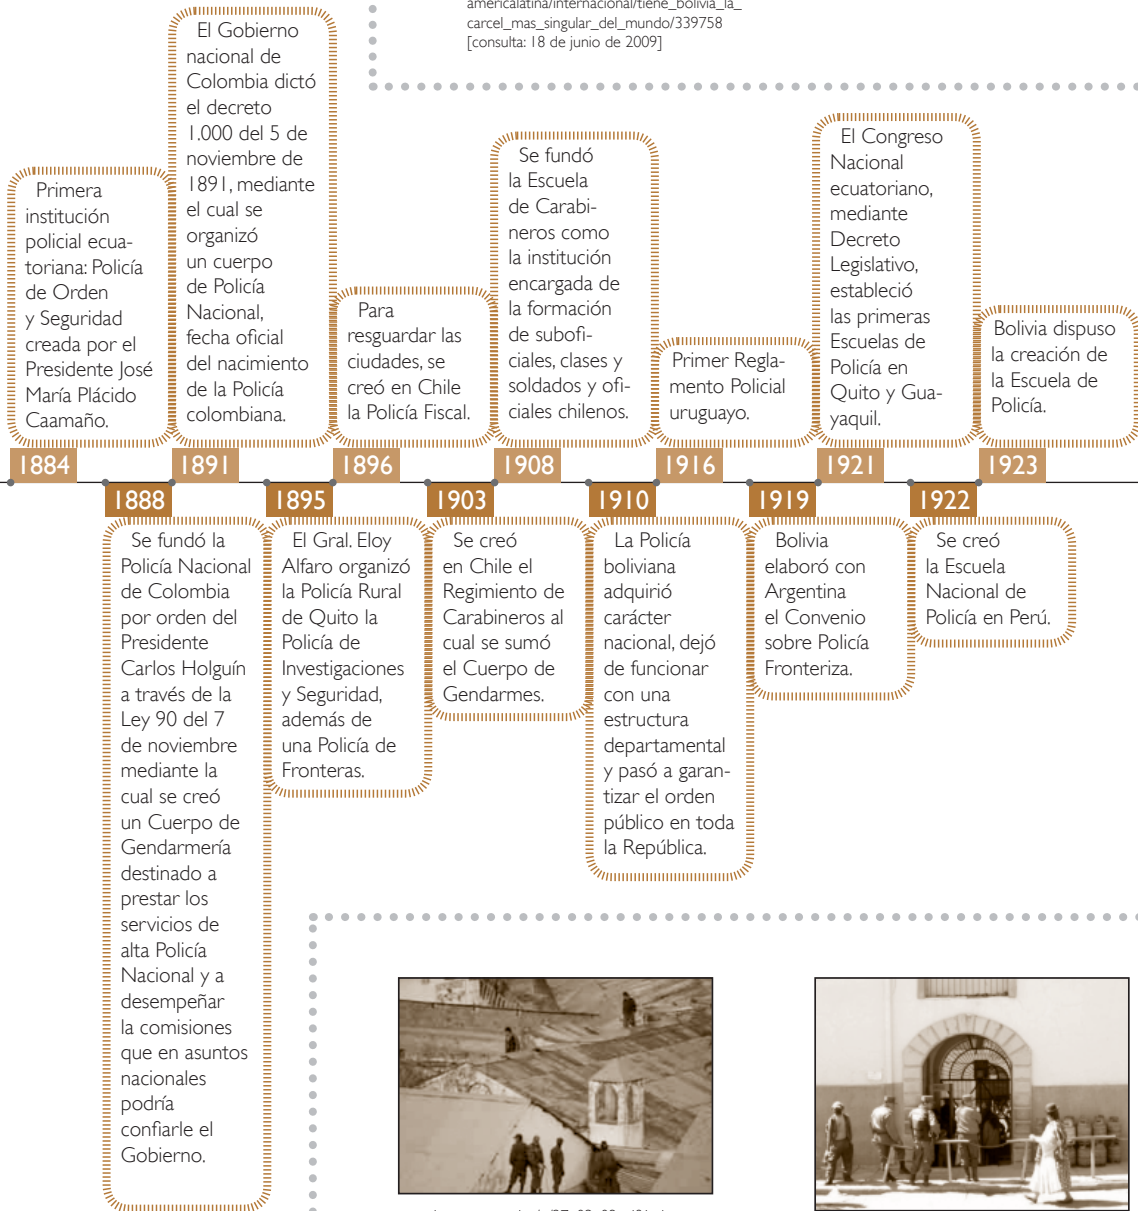 americalatina/internacional/tiene_bolivia_la_
carcel_mas_singular_del_mundo/339758
[consulta: 18 de junio de 2009]
Primera
institución
policial ecua-
toriana: Policía
de Orden
y Seguridad
creada por el
Presidente José
María Plácido
Caamaño.
1884
1888
Se fundó la
Policía Nacional
de Colombia
por orden del
Presidente
Carlos Holguín
a través de la
Ley 90 del 7
de noviembre
mediante la
cual se creó
un Cuerpo de
Gendarmería
destinado a
prestar los
servicios de
alta Policía
Nacional y a
desempeñar
la comisiones
que en asuntos
nacionales
podría
confiarle el
Gobierno.
El Gobierno
nacional de
Colombia dictó
el decreto
1.000 del 5 de
noviembre de
1891, mediante
el cual se
organizó
un cuerpo
de Policía
Nacional,
fecha oficial
del nacimiento
de la Policía
colombiana.
1891
1895
El Gral. Eloy
Alfaro organizó
la Policía Rural
de Quito la
Policía de
Investigaciones
y Seguridad,
además de
una Policía de
Fronteras.
Para
resguardar las
ciudades, se
creó en Chile
la Policía Fiscal.
1896
1903
Se creó
en Chile el
Regimiento de
Carabineros al
cual se sumó
el Cuerpo de
Gendarmes.
Se fundó
la Escuela
de Carabi-
neros como
la institución
encargada de
la formación
de subofi-
ciales, clases y
soldados y ofi-
ciales chilenos.
1908
1910
La Policía
boliviana
adquirió
carácter
nacional, dejó
de funcionar
con una
estructura
departamental
y pasó a garan-
tizar el orden
público en toda
la República.
Primer Regla-
mento Policial
uruguayo.
1916
1919
Bolivia
elaboró con
Argentina
el Convenio
sobre Policía
Fronteriza.
El Congreso
Nacional
ecuatoriano,
mediante
Decreto
Legislativo,
estableció
las primeras
Escuelas de
Policía en
Quito y Gua-
yaquil.
1921
1922
Se creó
la Escuela
Nacional de
Policía en Perú.
Bolivia dispuso
la creación de
la Escuela de
Policía.
1923